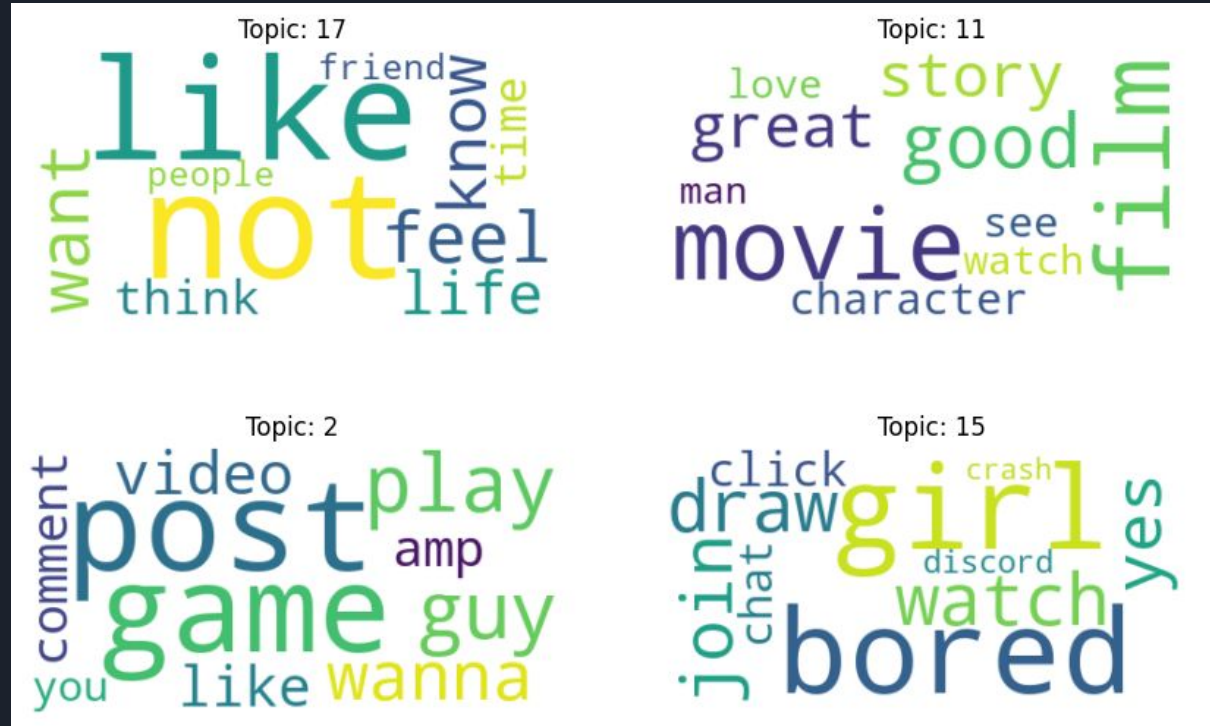 Topic: 17
like
friend
know
time
want
people
not
feel
think
life
Topic: 11
love
story
film
great
good
man
movie
see
watch
character
Topic: 2
comment
video
play
post
amp
game
guy
you
like
wanna
Topic: 15
click
crash
draw
girl
yes
join
chat
discord
watch
bored